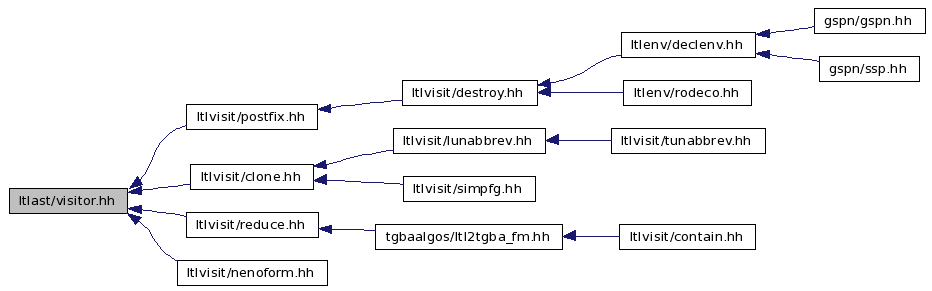 gspn/gspn.hh
ltlenv/declenv.hh
gspn/ssp.hh
ltlvisit/destroy.hh
ltlenv/rodeco.hh
ltlvisit/postfix.hh
ltlvisit/lunabbrev.hh
ltlvisit/tunabbrev.hh
ltlvisit/clone.hh
ltlvisit/simpfg.hh
ltlast/visitor.hh
ltlvisit/reduce.hh
tgbaalgos/ltl2tgba_fm.hh
ltlvisit/contain.hh
ltlvisit/nenoform.hh